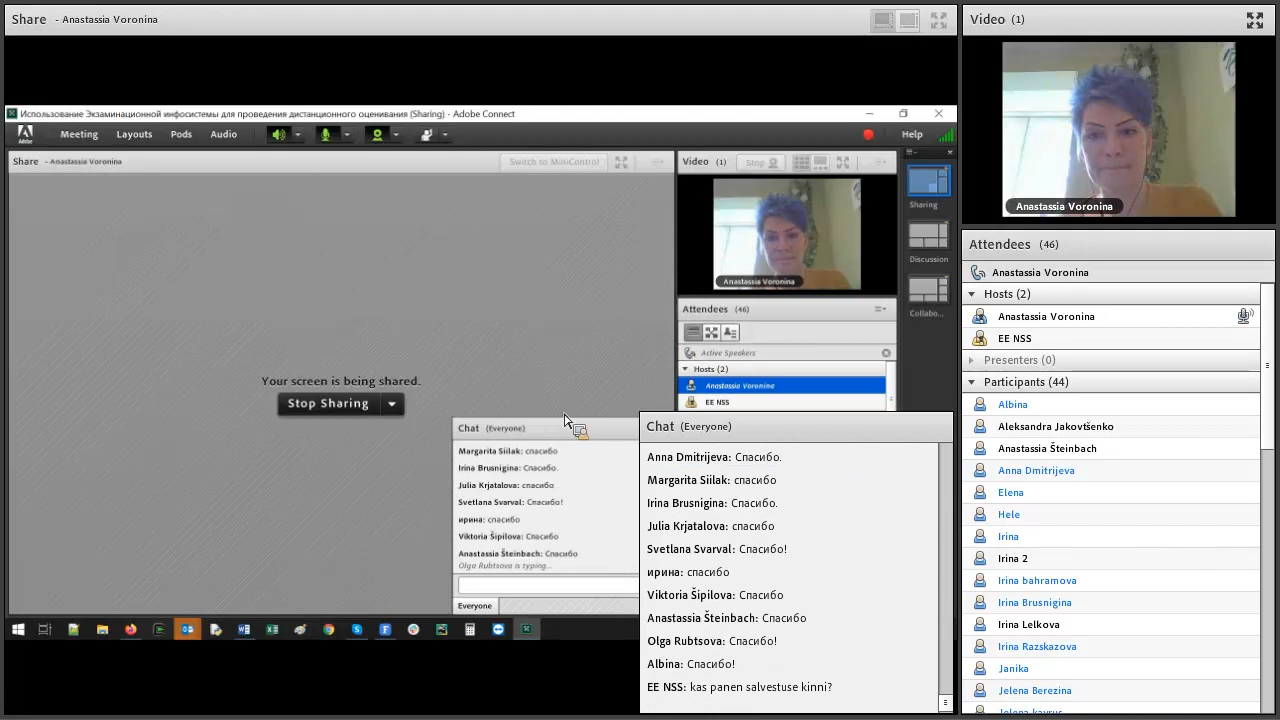 Share - Anastassia Voronina
Использование Экзаминационной инфосистемы для проведения дистанционного оценивания (Sharing) - Adobe Connect
Adobe
Meeting Layouts Pods Audio Help
Share - Anastassia Voronina Switch to MiniControl
Your screen is being shared.
Stop Sharing
Video (1) Stop
Anastassia Voronina
Attendees (46)
Active Speakers
Hosts (2)
Anastassia Voronina
EE NSS
Sharing
Discussion
Collabo...
Chat (Everyone)
Margarita Siilak: спасибо
Irina Brusnigina: Спасибо.
Julia Krjatalova: спасибо
Svetlana Svarval: Спасибо!
ирина: спасибо
Viktoria Šipilova: Спасибо
Anastassia Šteinbach: Спасибо
Olga Rubtsova is typing...
Everyone
Chat (Everyone)
Anna Dmitrijeva: Спасибо.
Margarita Siilak: спасибо
Irina Brusnigina: Спасибо.
Julia Krjatalova: спасибо
Svetlana Svarval: Спасибо!
ирина: спасибо
Viktoria Šipilova: Спасибо
Anastassia Šteinbach: Спасибо
Olga Rubtsova: Спасибо!
Albina: Спасибо!
EE NSS: kas panen salvestuse kinni?
Video (1)
Anastassia Voronina
Attendees (46)
Anastassia Voronina
Hosts (2)
Anastassia Voronina
EE NSS
Presenters (0)
Participants (44)
Albina
Aleksandra Jakovtšenko
Anastassia Šteinbach
Anna Dmitrijeva
Elena
Hele
Irina
Irina 2
Irina bahramova
Irina Brusnigina
Irina Lelkova
Irina Razskazova
Janika
Jelena Berezina